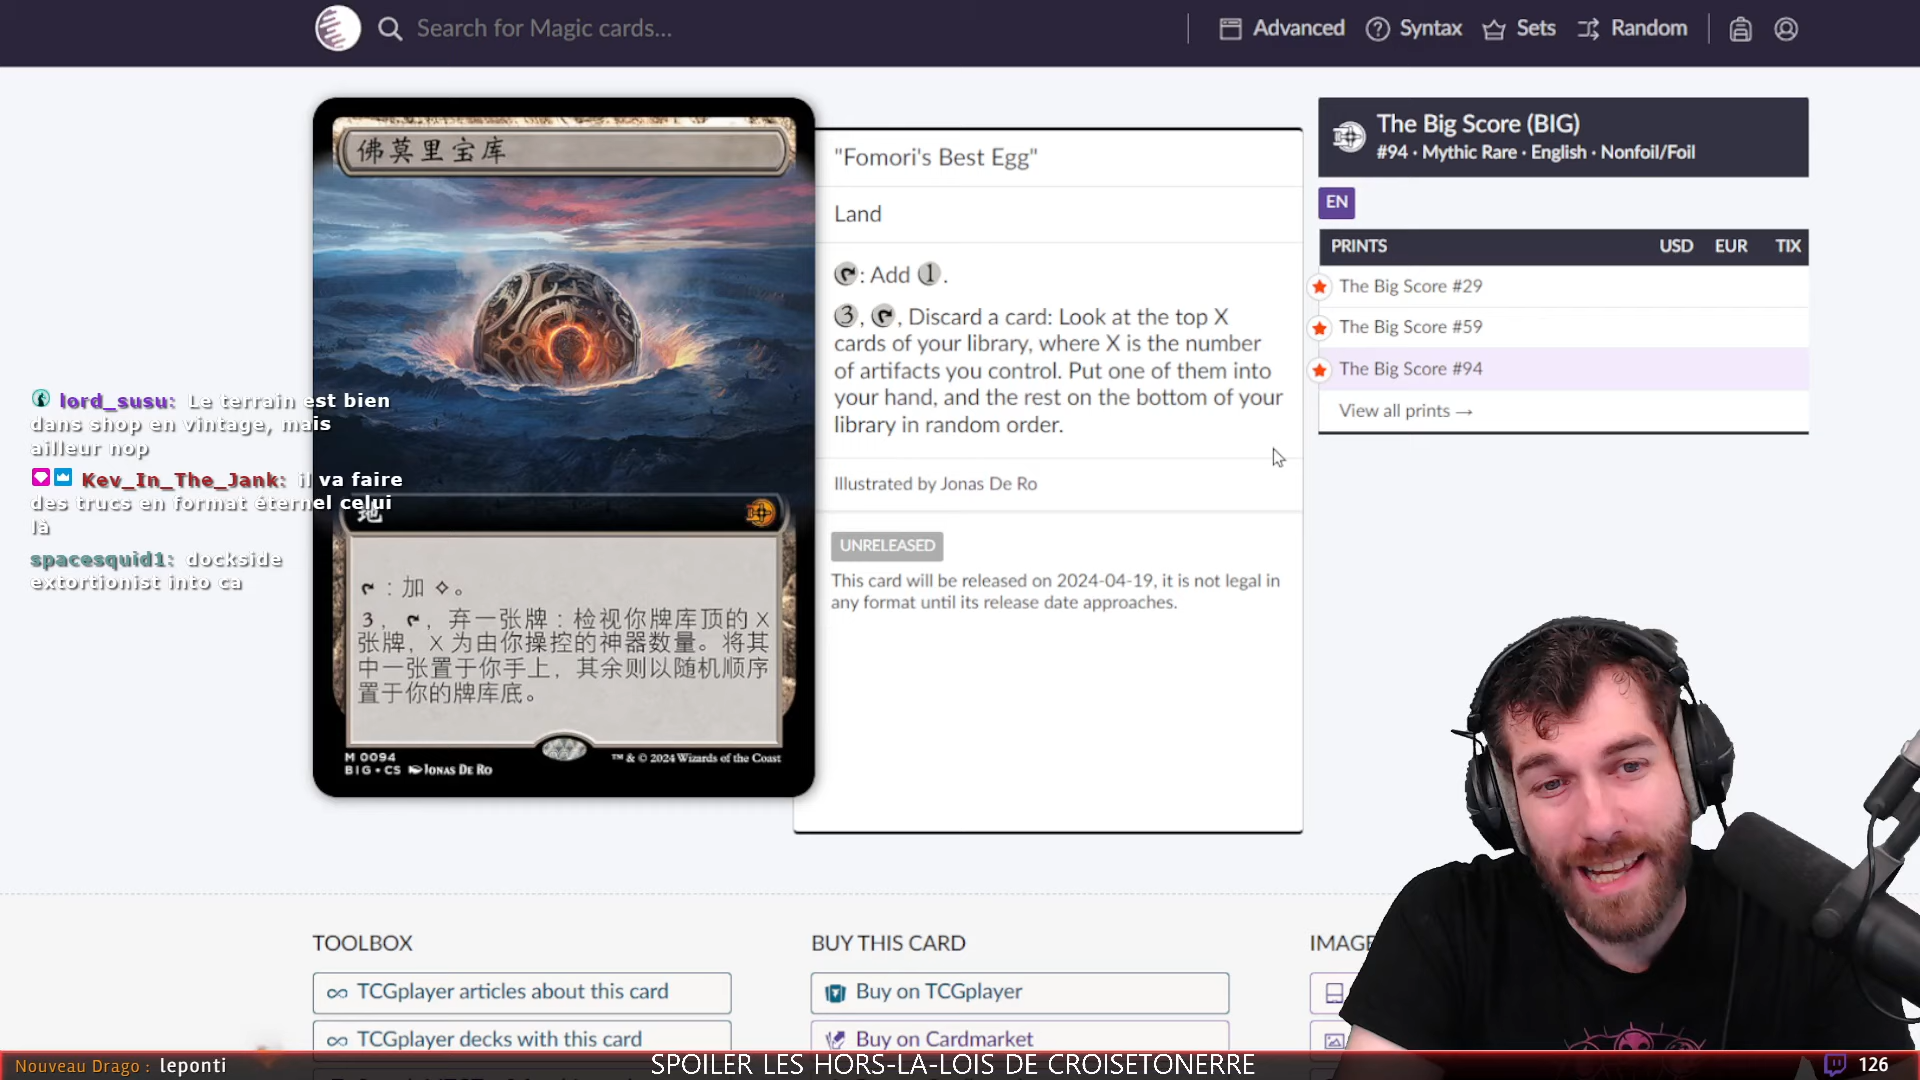 Search for Magic cards...
Advanced
Syntax
Sets
Random
佛莫里宝库
"Fomori's Best Egg"
Land
: Add 1.
3, , Discard a card: Look at the top X
cards of your library, where X is the number
of artifacts you control. Put one of them into
your hand, and the rest on the bottom of your
library in random order.
Illustrated by Jonas De Ro
UNRELEASED
This card will be released on 2024-04-19, it is not legal in
any format until its release date approaches.
The Big Score (BIG)
#94 · Mythic Rare · English · Nonfoil/Foil
EN
PRINTS USD EUR TIX
The Big Score #29
The Big Score #59
The Big Score #94
View all prints →
lord_susu: Le terrain est bien
dans shop en vintage, mais
ailleur nop
Kev_In_The_Jank: il va faire
des trucs en format éternel celui
là
spacesquid1: dockside
extortionist into ca
地
：加 。
3，，弃一张牌：检视你牌库顶的 X
张牌，X 为由你操控的神器数量。将其
中一张置于你手上，其余则以随机顺序
置于你的牌库底。
M 0094
BIG • CS JONAS DE RO
™ & © 2024 Wizards of the Coast
TOOLBOX
TCGplayer articles about this card
TCGplayer decks with this card
BUY THIS CARD
Buy on TCGplayer
Buy on Cardmarket
IMAGE
Nouveau Drago : leponti
SPOILER LES HORS-LA-LOIS DE CROISETONERRE
126